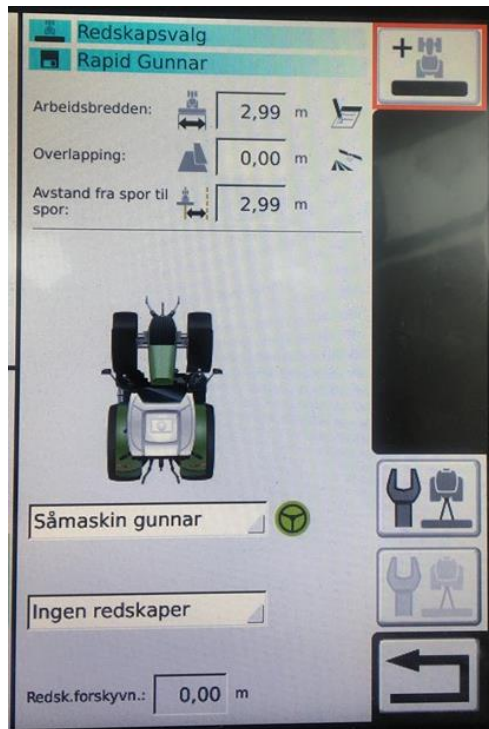 Redskapsvalg
Rapid Gunnar
Arbeidsbredden: 2,99 m
Overlapping: 0,00 m
Avstand fra spor til
spor: 2,99 m
Såmaskin gunnar
Ingen redskaper
Redsk.forskyvn.: 0,00 m